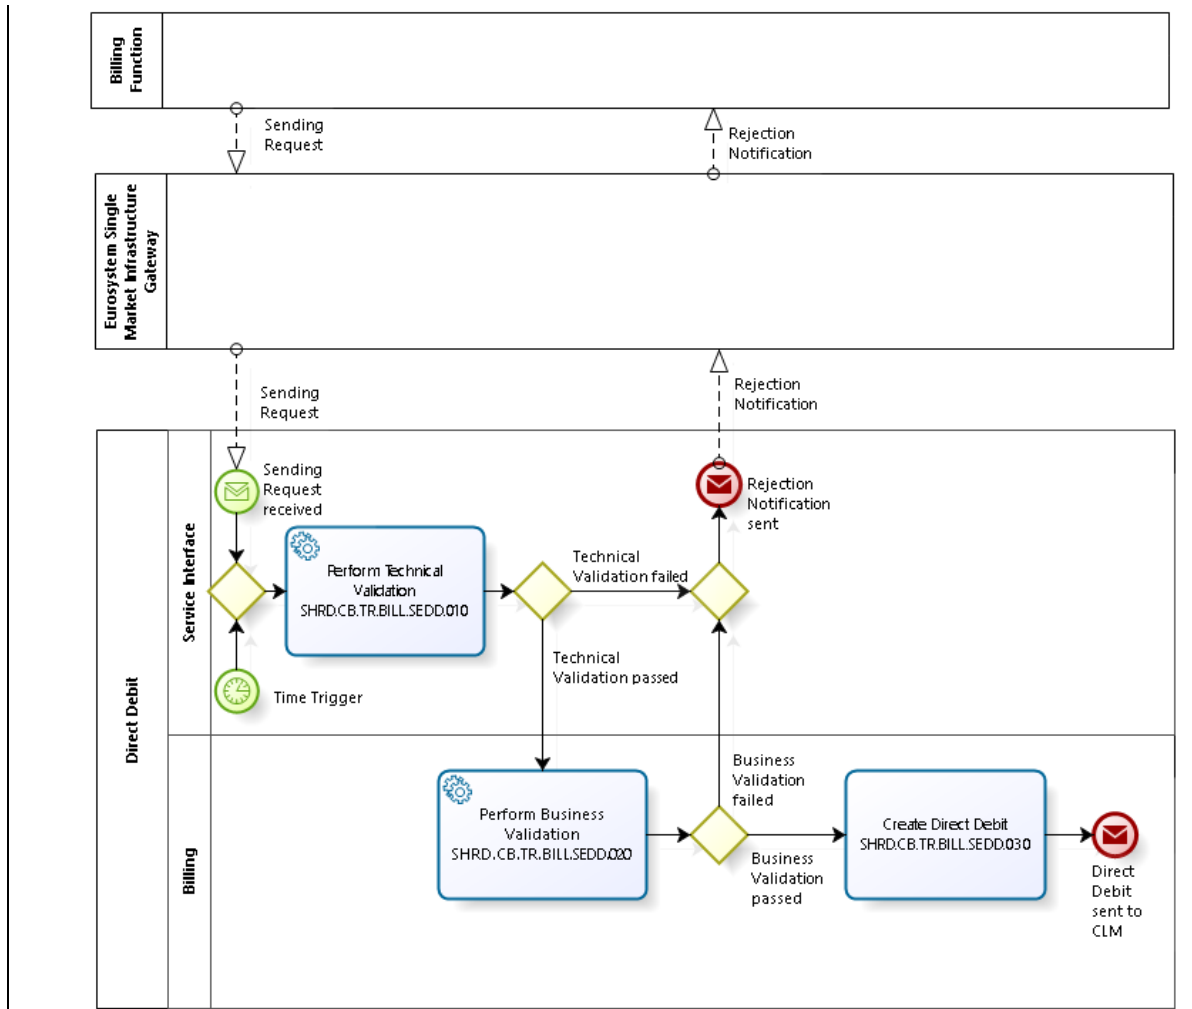 Billing
Function
Sending
Request
Rejection
Notification
Eurosystem Single
Market Infrastructure
Gateway
Sending
Request
Rejection
Notification
Direct Debit
Service Interface
Sending
Request
received
Rejection
Notification
sent
Perform Technical
Validation
SHRD.CB.TR.BILL.SEDD.010
Technical
Validation failed
Technical
Validation passed
Time Trigger
Billing
Perform Business
Validation
SHRD.CB.TR.BILL.SEDD.020
Business
Validation
failed
Business
Validation
passed
Create Direct Debit
SHRD.CB.TR.BILL.SEDD.030
Direct
Debit
sent to
CLM